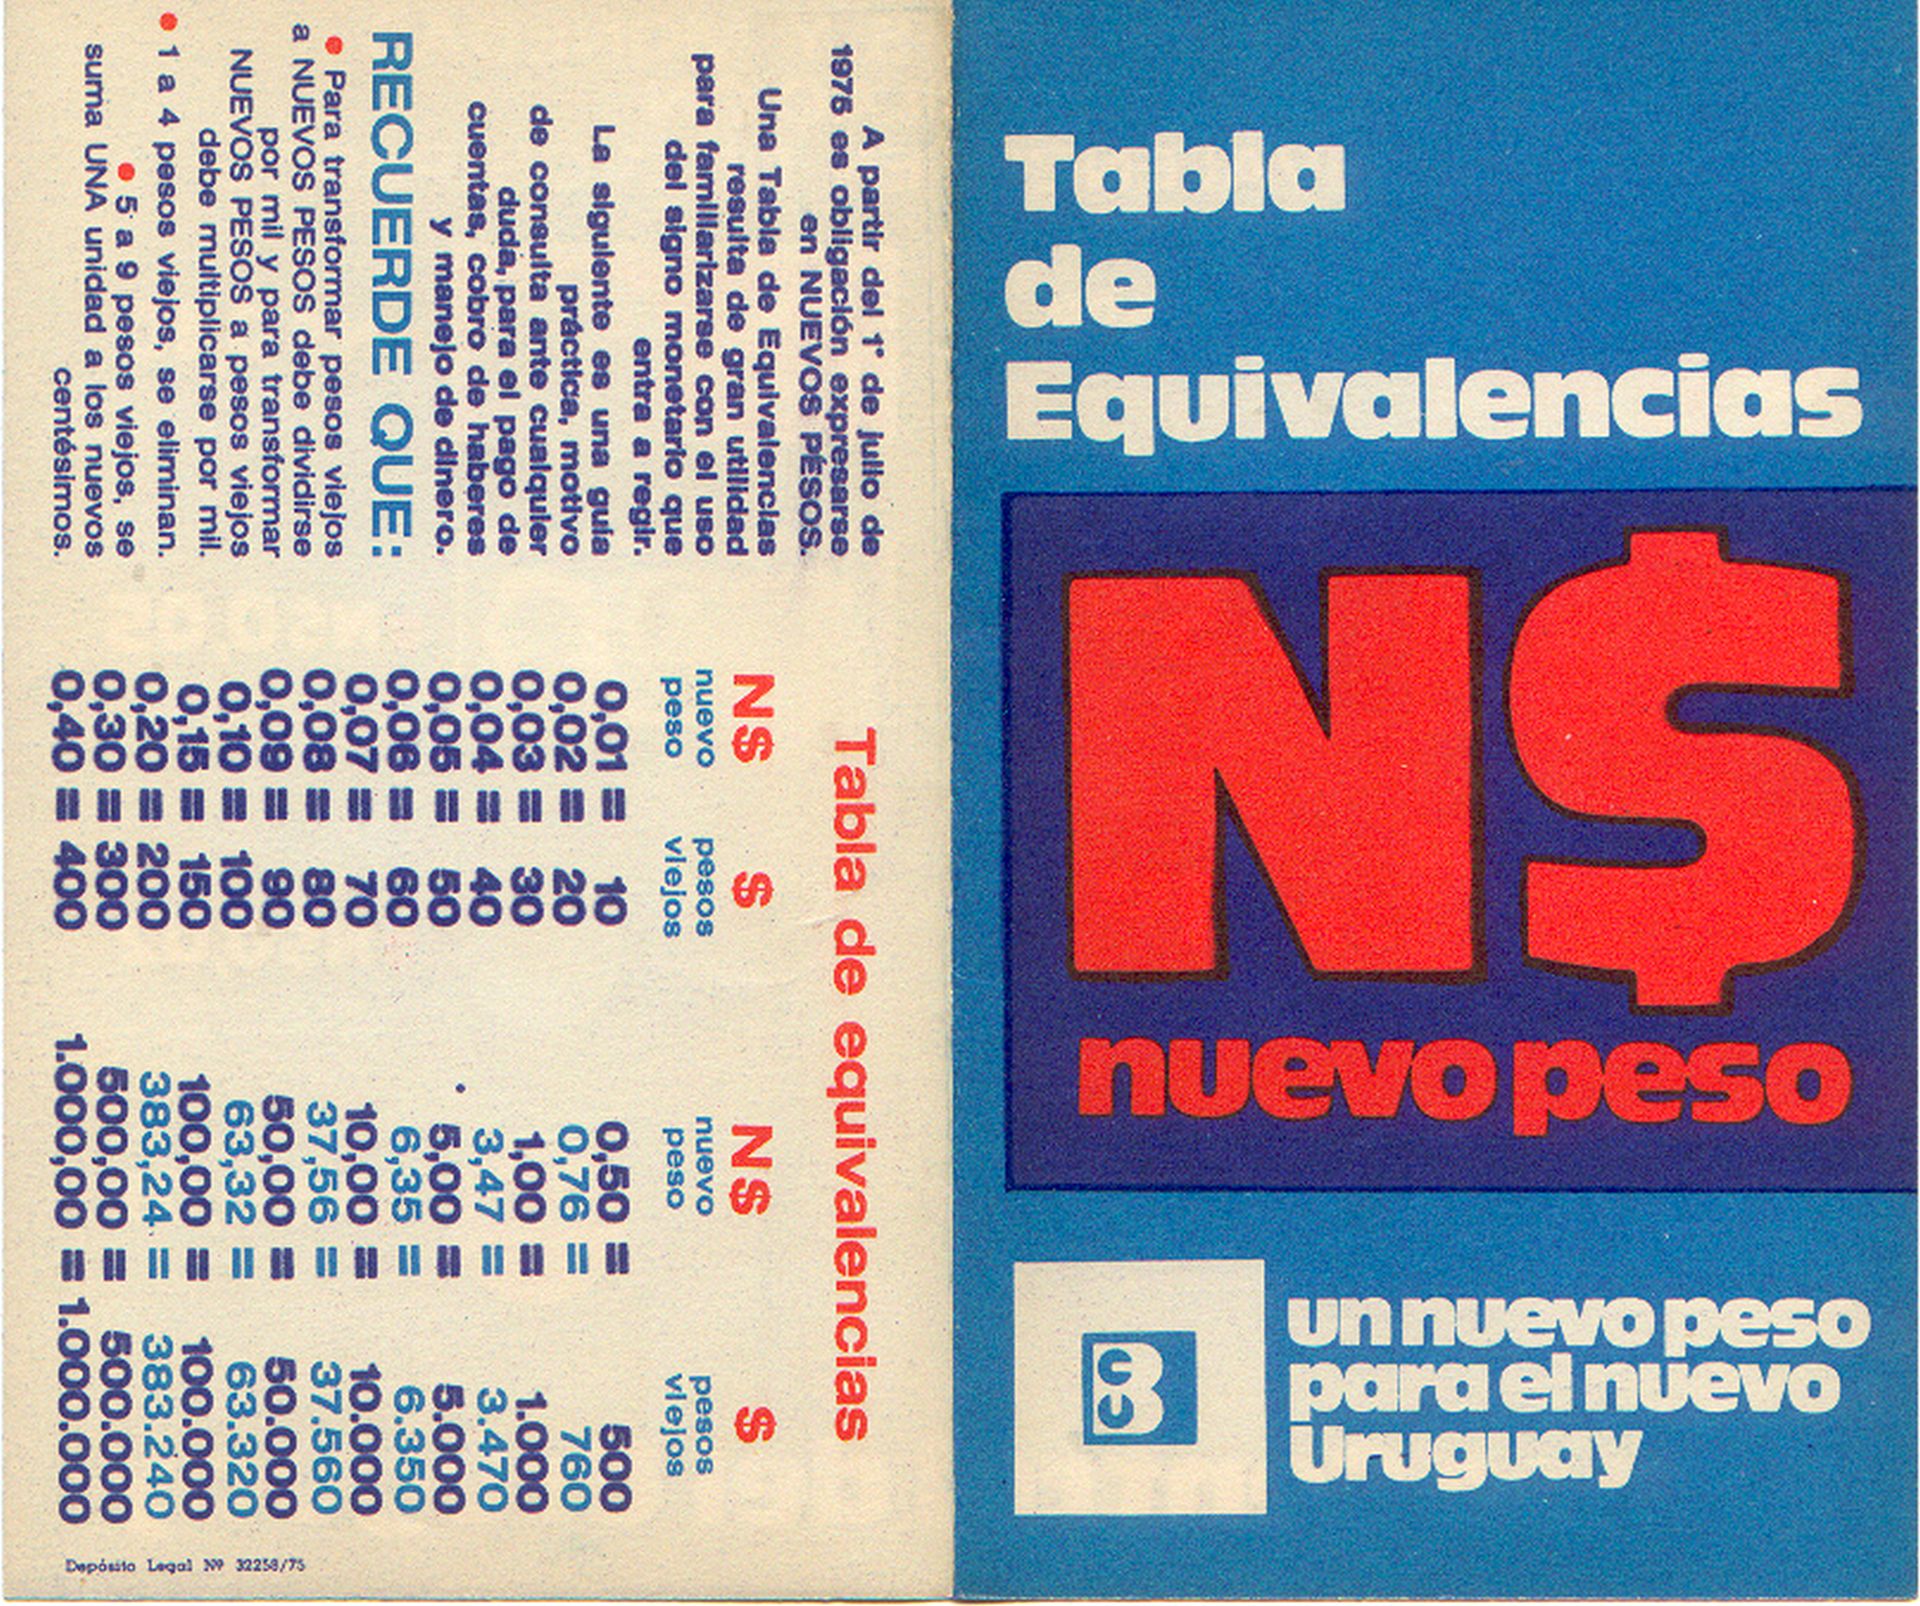 Tabla
de
Equivalencias
N$
nuevo peso
BCU
un nuevo peso
para el nuevo
Uruguay
A partir del 1° de julio de
1975 es obligación expresarse
en NUEVOS PESOS.
Una Tabla de Equivalencias
resulta de gran utilidad
para familiarizarse con el uso
del signo monetario que
entra a regir.
La siguiente es una guía
práctica, motivo
de consulta ante cualquier
duda, para el pago de
cuentas, cobro de haberes
y manejo de dinero.
RECUERDE QUE:
• Para transformar pesos viejos
a NUEVOS PESOS debe dividirse
por mil y para transformar
NUEVOS PESOS a pesos viejos
debe multiplicarse por mil.
• 1 a 4 pesos viejos, se eliminan.
• 5 a 9 pesos viejos, se
suma UNA unidad a los nuevos
centésimos.
Tabla de equivalencias
N$ $ N$ $
nuevo pesos nuevo pesos
peso viejos peso viejos
0,01 = 10 0,50 = 500
0,02 = 20 0,76 = 760
0,03 = 30 1,00 = 1.000
0,04 = 40 3,47 = 3.470
0,05 = 50 5,00 = 5.000
0,06 = 60 6,35 = 6.350
0,07 = 70 10,00 = 10.000
0,08 = 80 37,56 = 37.560
0,09 = 90 50,00 = 50.000
0,10 = 100 63,32 = 63.320
0,15 = 150 100,00 = 100.000
0,20 = 200 383,24 = 383.240
0,30 = 300 500,00 = 500.000
0,40 = 400 1.000,00 = 1.000.000
Depósito Legal Nº 32258/75